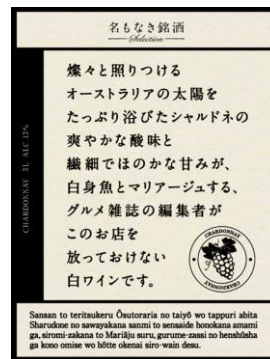 名もなき銘酒
Selection
燦々と照りつける
オーストラリアの太陽を
たっぷり浴びたシャルドネの
爽やかな酸味と
繊細でほのかな甘みが、
白身魚とマリアージュする、
グルメ雑誌の編集者が
このお店を
放っておけない
白ワインです。
CHARDONNAY 3L ALC 13%
CHARDONNAY
CHARDONNAY
Sansan to teritsukeru Ōsutoraria no taiyō wo tappuri abita
Sharudone no sawayakana sanmi to sensaide honokana amami
ga, siromi-zakana to Mariāju suru, gurume-zassi no henshūsha
ga kono omise wo hōtte okenai siro-wain desu.